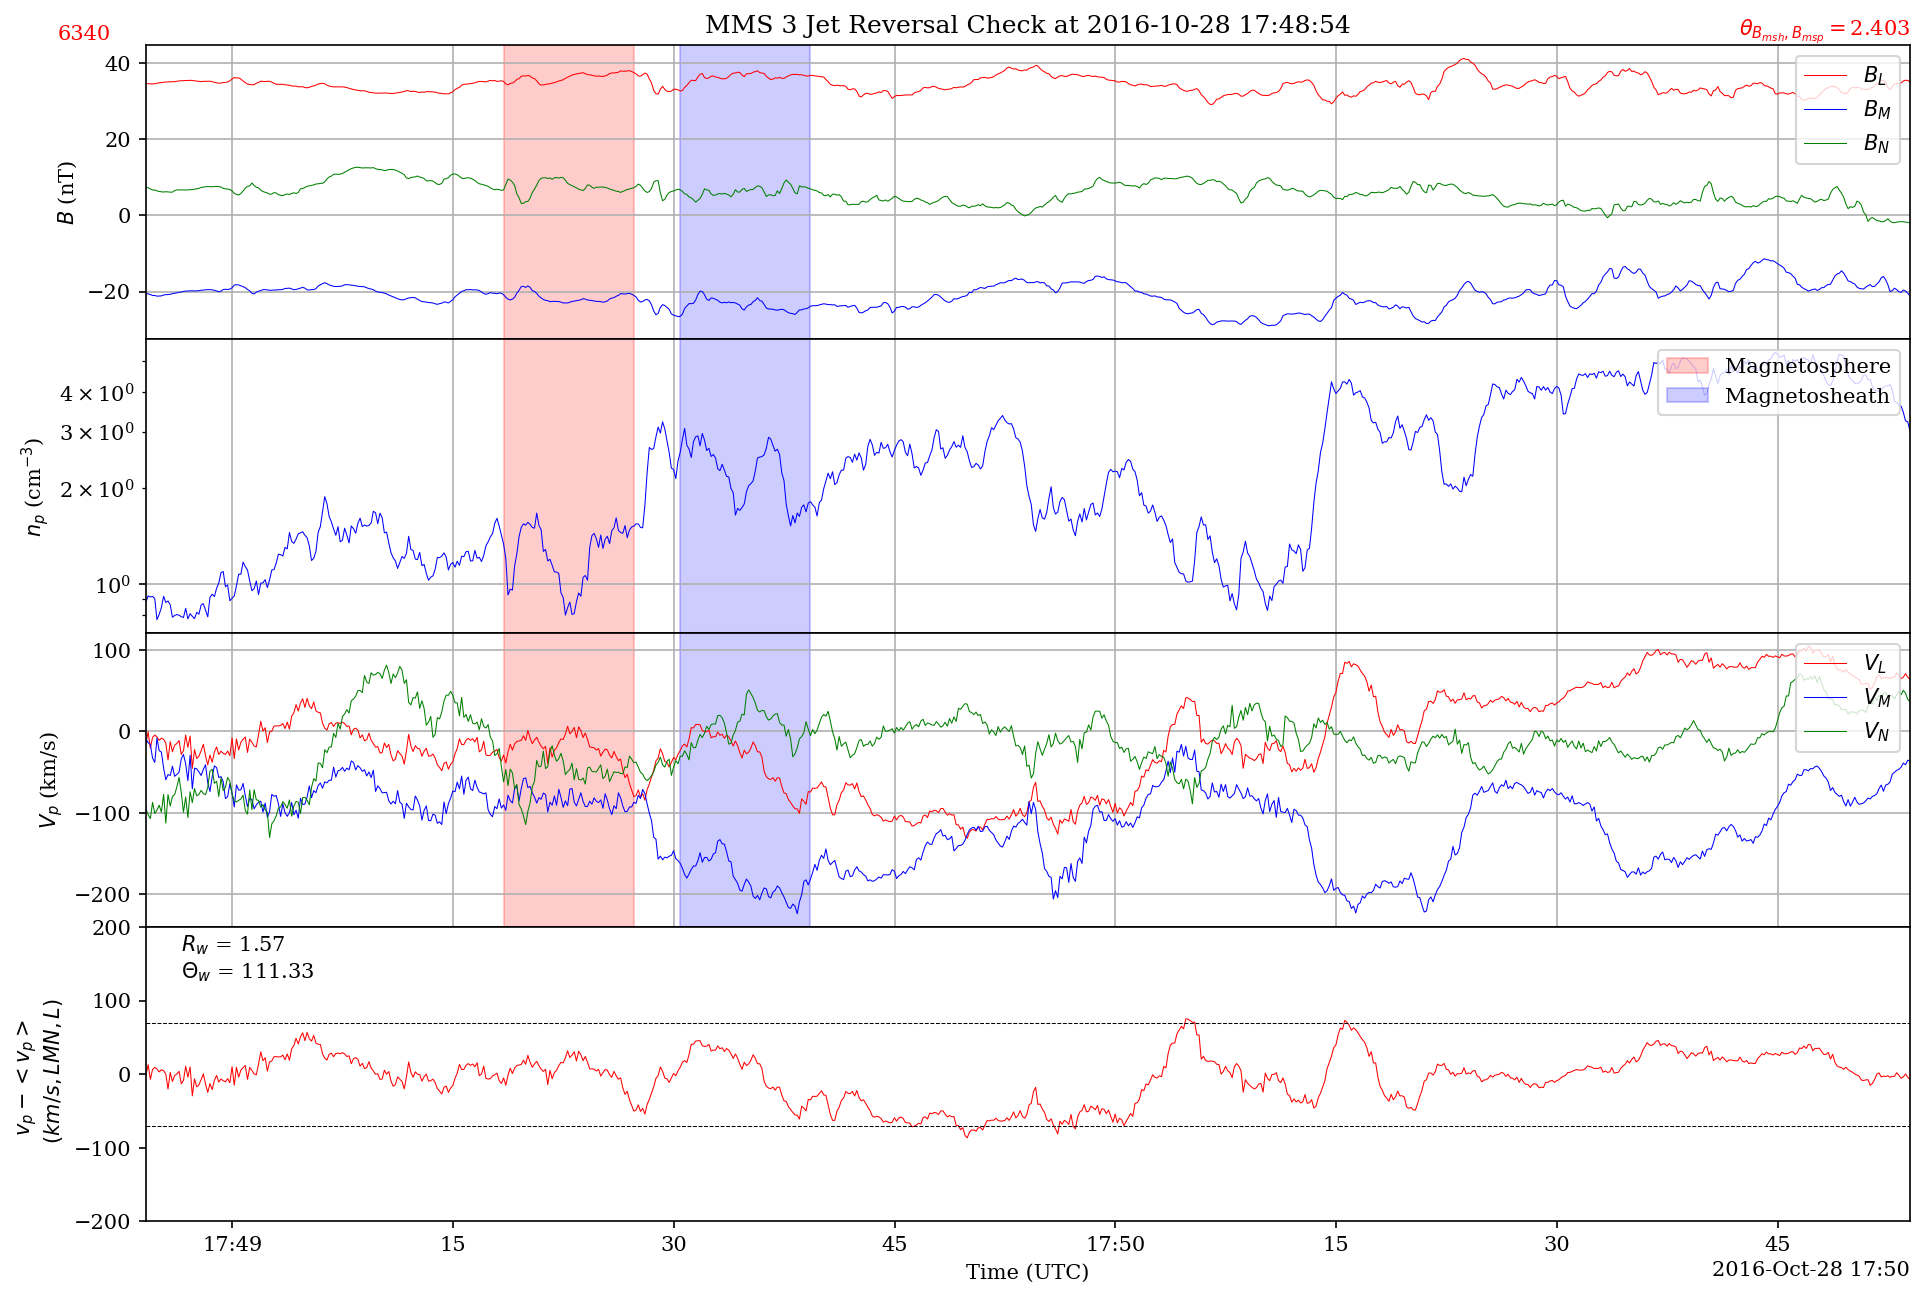 MMS 3 Jet Reversal Check at 2016-10-28 17:48:54
6340
θ_{B_{msh}, B_{msp}} = 2.403
40
20
0
−20
B (nT)
B_L
B_M
B_N
4 × 10^0
3 × 10^0
2 × 10^0
10^0
n_p (cm^{−3})
Magnetosphere
Magnetosheath
100
0
−100
−200
V_p (km/s)
V_L
V_M
V_N
200
100
0
−100
−200
v_p − < v_p >
(km/s, LMN, L)
R_w = 1.57
Θ_w = 111.33
17:49 15 30 45 17:50 15 30 45
Time (UTC)
2016-Oct-28 17:50